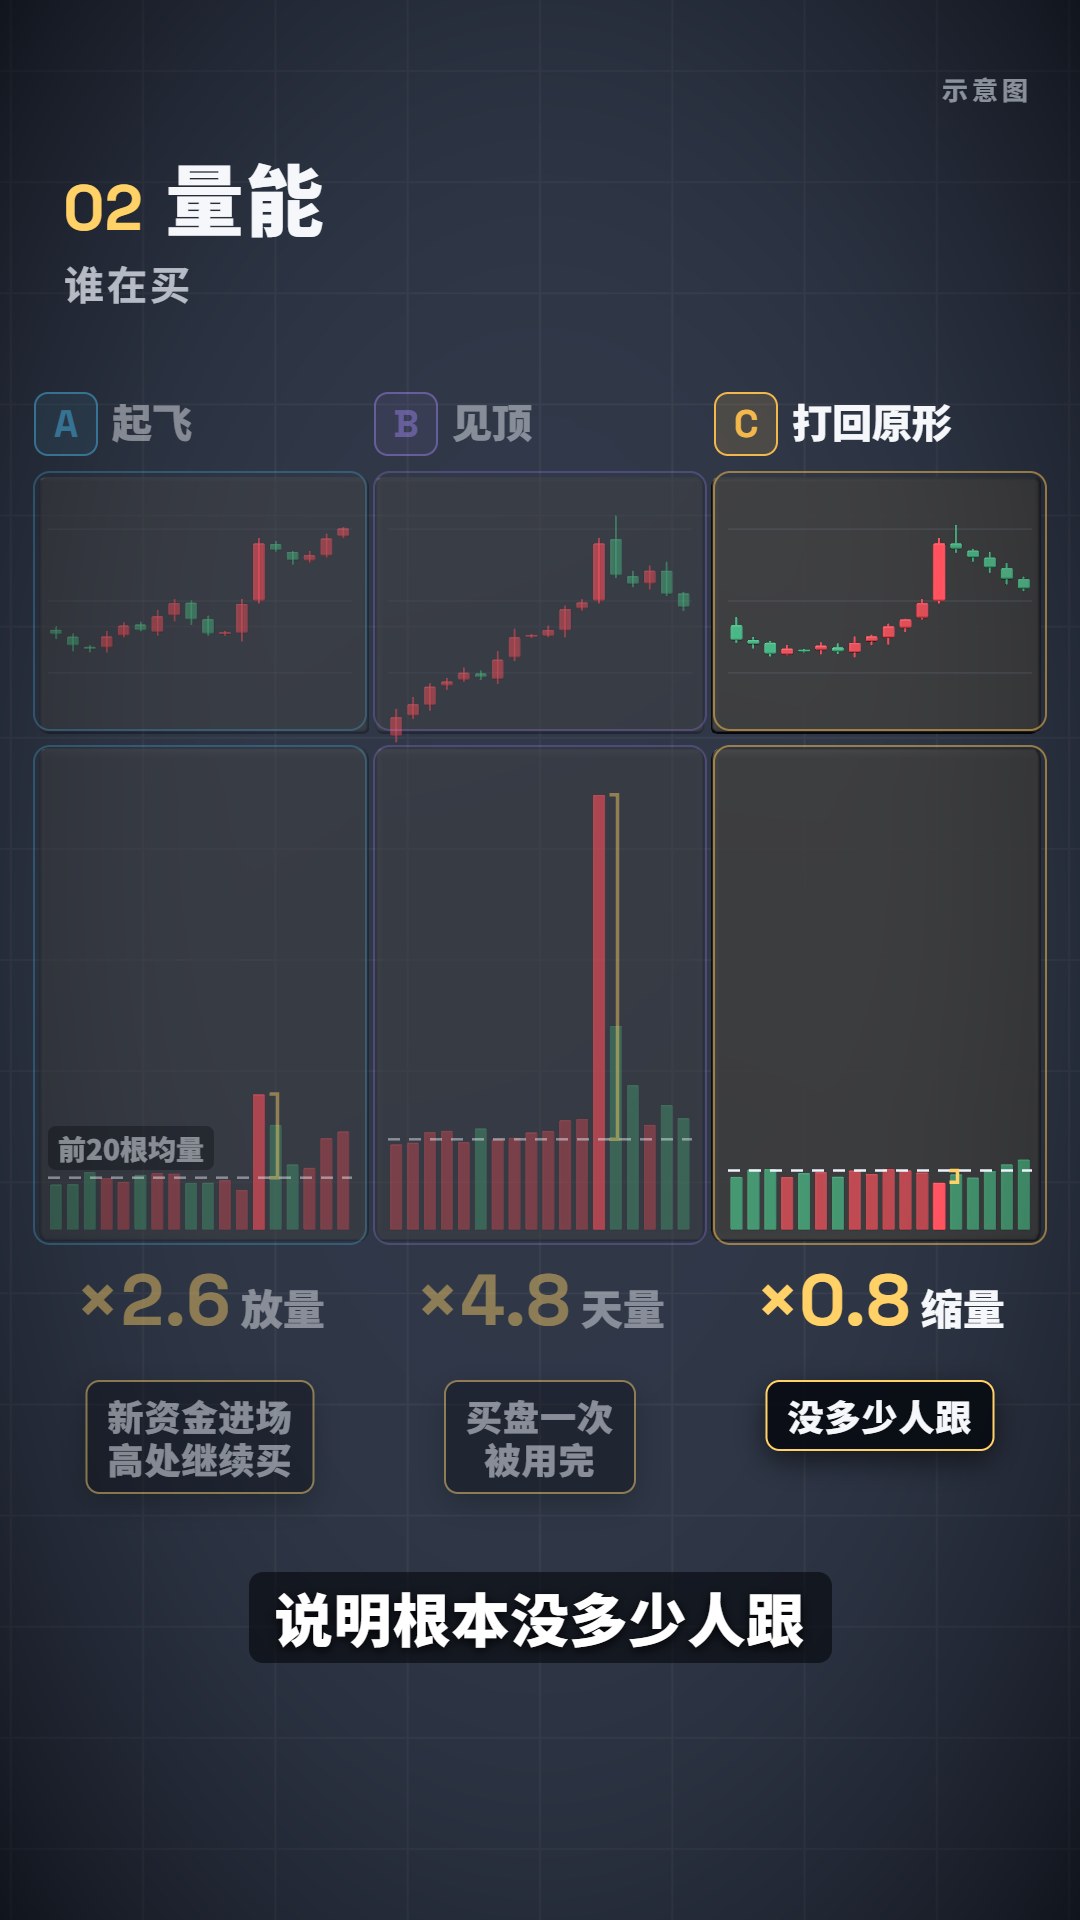 示意图
02 量能
谁在买
A 起飞
B 见顶
C 打回原形
前20根均量
×2.6 放量
×4.8 天量
×0.8 缩量
新资金进场
高处继续买
买盘一次
被用完
没多少人跟
说明根本没多少人跟